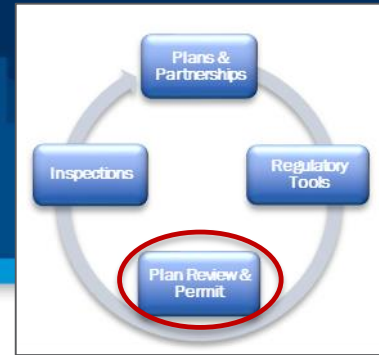 Plans &
Partnerships
Inspections
Regulatory
Tools
Plan Review &
Permit